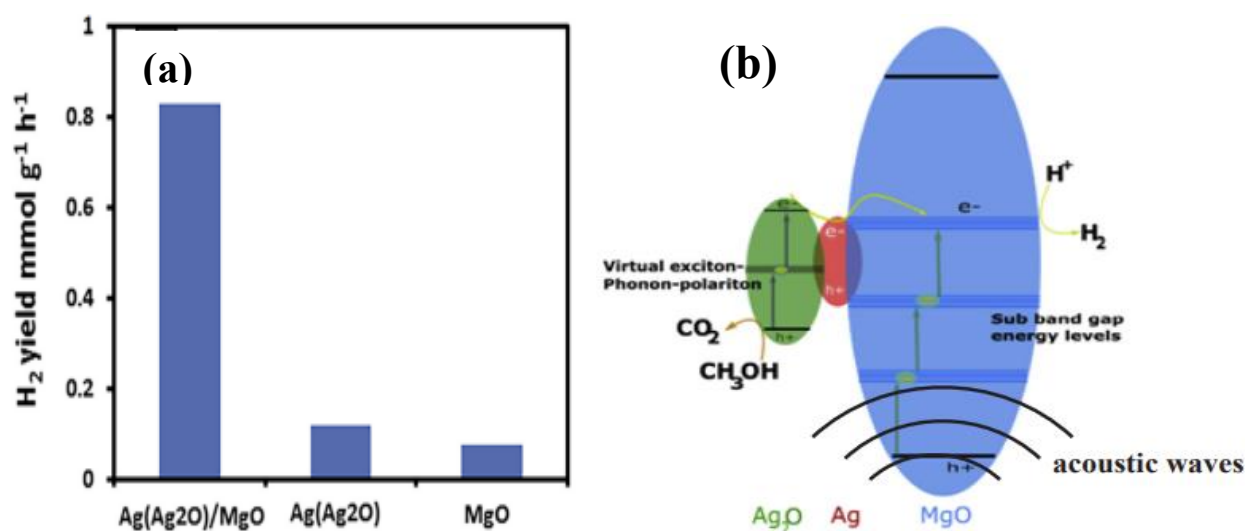 (a)
H₂ yield mmol g⁻¹ h⁻¹
1
0.8
0.6
0.4
0.2
0
Ag(Ag2O)/MgO
Ag(Ag2O)
MgO
(b)
e-
e-
e-
H⁺
H₂
Virtual exciton-
Phonon-polariton
h+
CO₂
h+
CH₃OH
Sub band gap
energy levels
acoustic waves
h+
Ag₂O
Ag
MgO